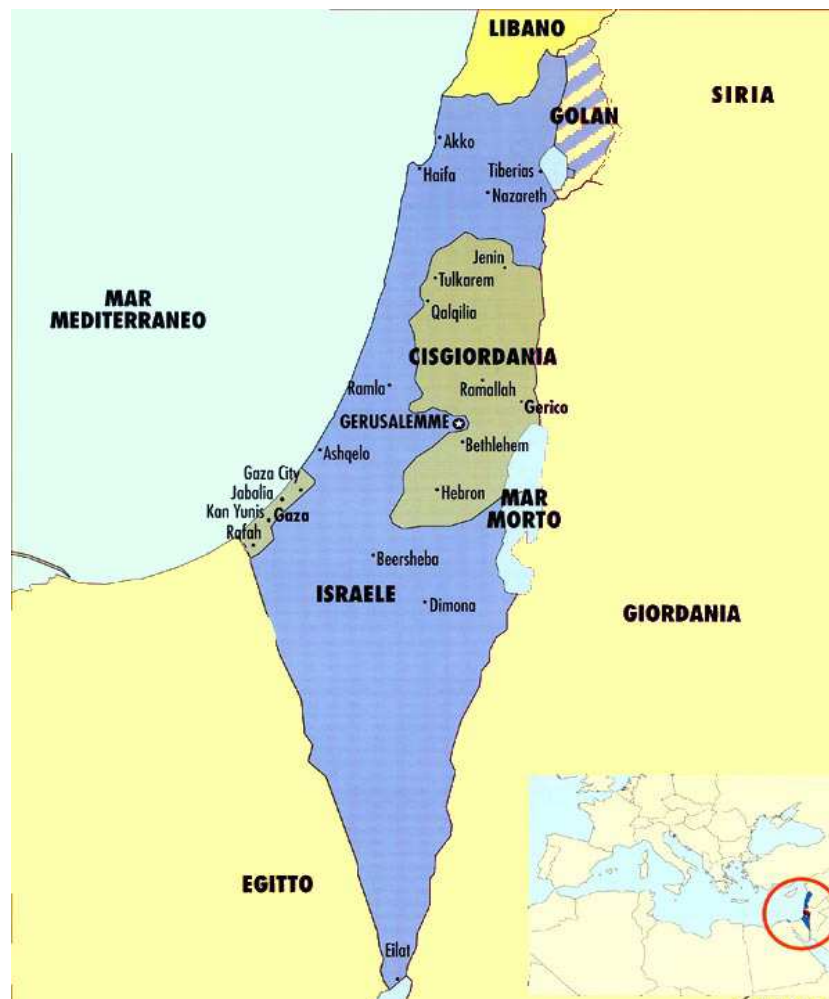 LIBANO
SIRIA
GOLAN
Akko
Haifa
Tiberias
Nazareth
MAR
MEDITERRANEO
Jenin
Tulkarem
Qalqilia
CISGIORDANIA
Ramla
Ramallah
Gerico
GERUSALEMME
Bethlehem
Ashqelo
Gaza City
Jabalia
Kan Yunis
Gaza
Rafah
Hebron
MAR
MORTO
Beersheba
ISRAELE
Dimona
GIORDANIA
EGITTO
Eilat